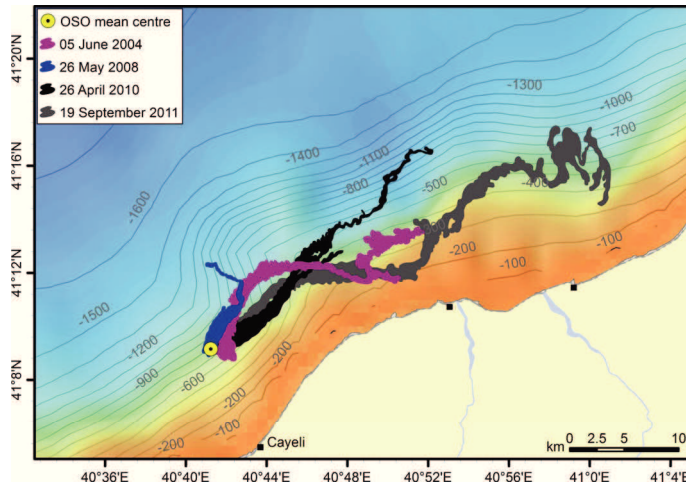 OSO mean centre
05 June 2004
26 May 2008
26 April 2010
19 September 2011
41°20'N
41°16'N
41°12'N
41°8'N
-1300
-1000
-700
-1400
-1100
-800
-500
-400
-300
-1600
-200
-100
-100
-1500
-1200
-900
-600
-200
-200
-100
-200
Cayeli
km
0 2.5 5 10
40°36'E 40°40'E 40°44'E 40°48'E 40°52'E 40°56'E 41°0'E 41°4'E